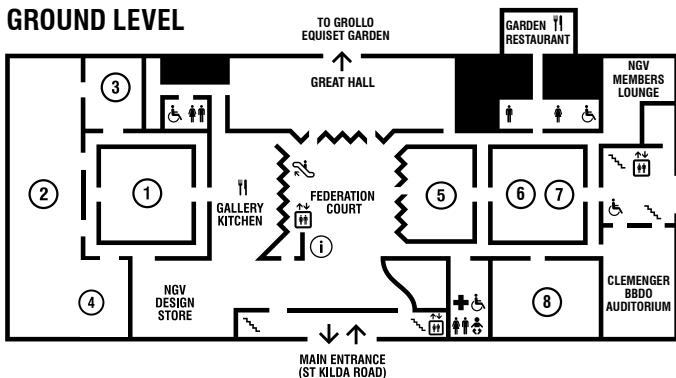 GROUND LEVEL
TO GROLLO
EQUISET GARDEN
GREAT HALL
GARDEN
RESTAURANT
NGV
MEMBERS
LOUNGE
3
2
1
GALLERY
KITCHEN
FEDERATION
COURT
i
5
6
7
4
NGV
DESIGN
STORE
8
CLEMENGER
BBDO
AUDITORIUM
MAIN ENTRANCE
(ST KILDA ROAD)